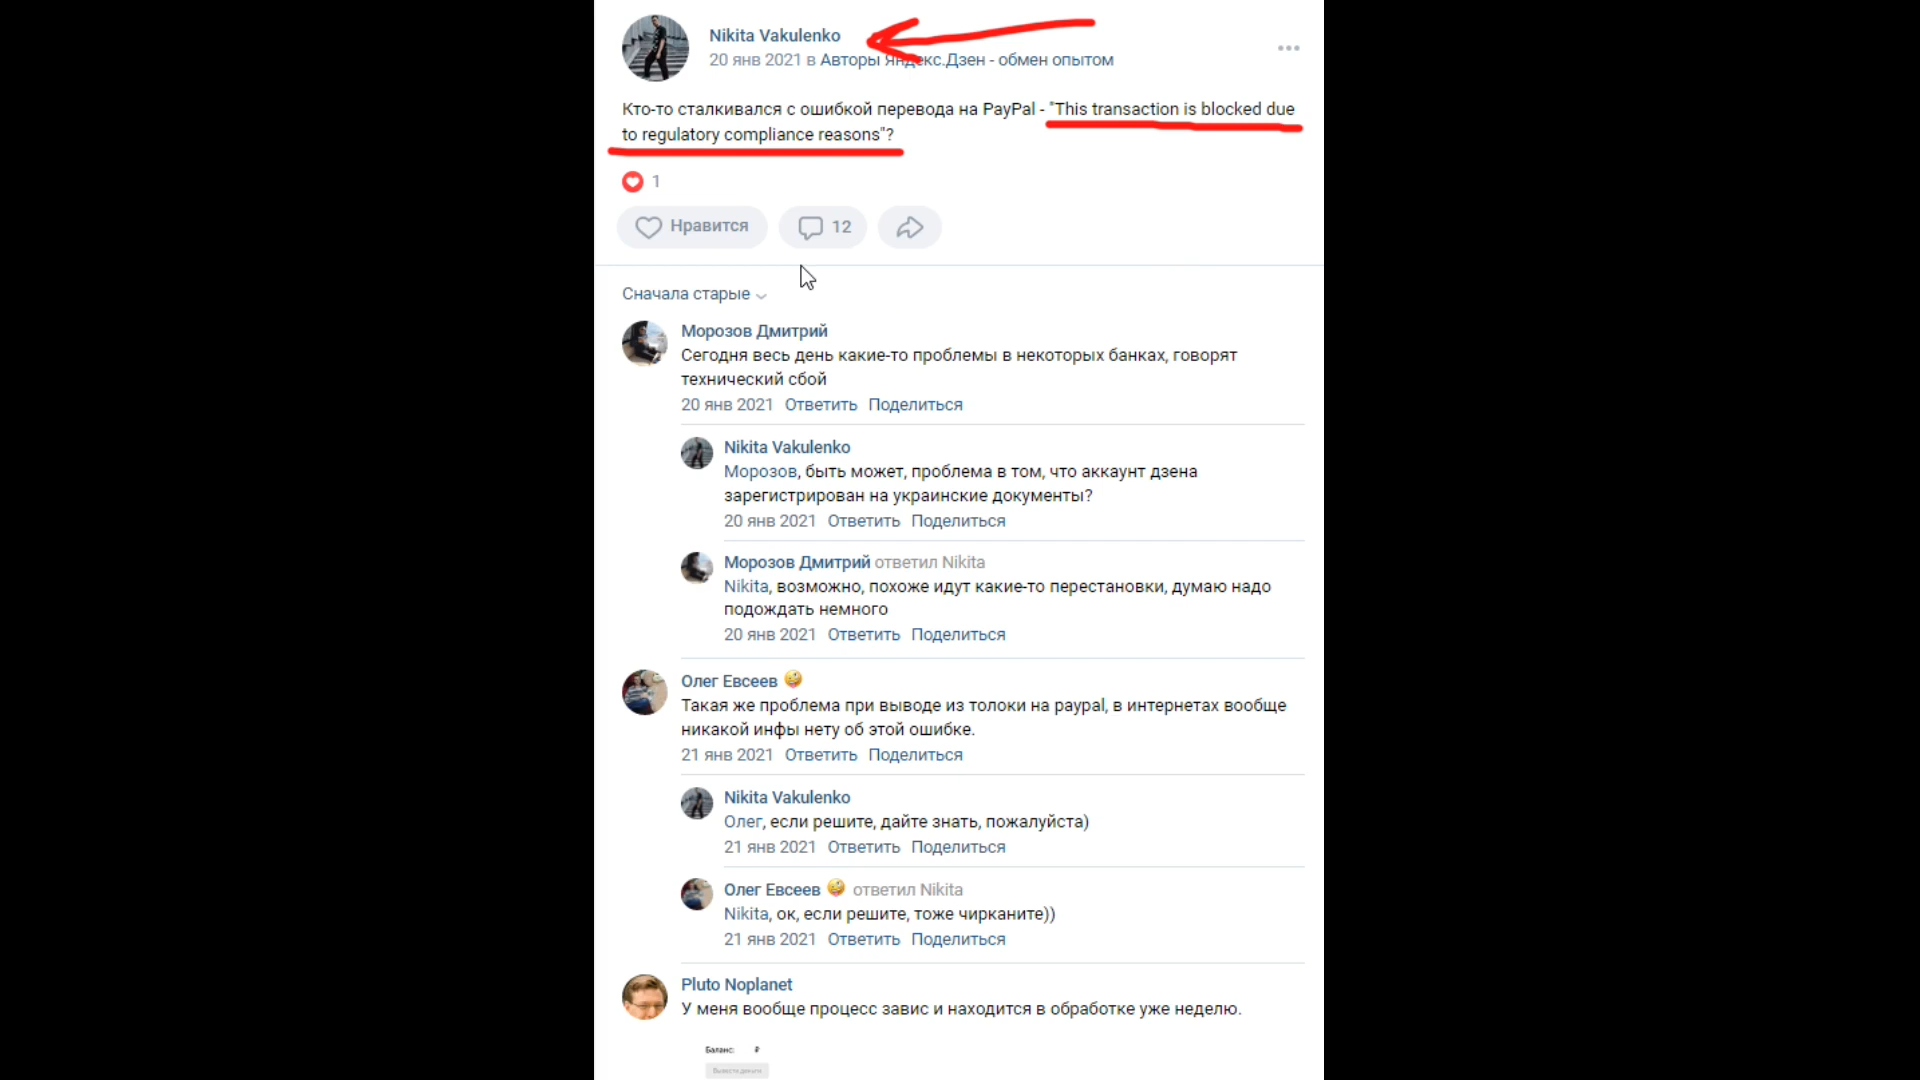 Nikita Vakulenko
20 янв 2021 в Авторы Яндекс.Дзен - обмен опытом
Кто-то сталкивался с ошибкой перевода на PayPal - "This transaction is blocked due
to regulatory compliance reasons"?
1
Нравится
12
Сначала старые
Морозов Дмитрий
Сегодня весь день какие-то проблемы в некоторых банках, говорят
технический сбой
20 янв 2021 Ответить Поделиться
Nikita Vakulenko
Морозов, быть может, проблема в том, что аккаунт дзена
зарегистрирован на украинские документы?
20 янв 2021 Ответить Поделиться
Морозов Дмитрий ответил Nikita
Nikita, возможно, похоже идут какие-то перестановки, думаю надо
подождать немного
20 янв 2021 Ответить Поделиться
Олег Евсеев
Такая же проблема при выводе из толоки на paypal, в интернетах вообще
никакой инфы нету об этой ошибке.
21 янв 2021 Ответить Поделиться
Nikita Vakulenko
Олег, если решите, дайте знать, пожалуйста)
21 янв 2021 Ответить Поделиться
Олег Евсеев ответил Nikita
Nikita, ок, если решите, тоже чирканите))
21 янв 2021 Ответить Поделиться
Pluto Noplanet
У меня вообще процесс завис и находится в обработке уже неделю.
Баланс: ₽
Вывести деньги